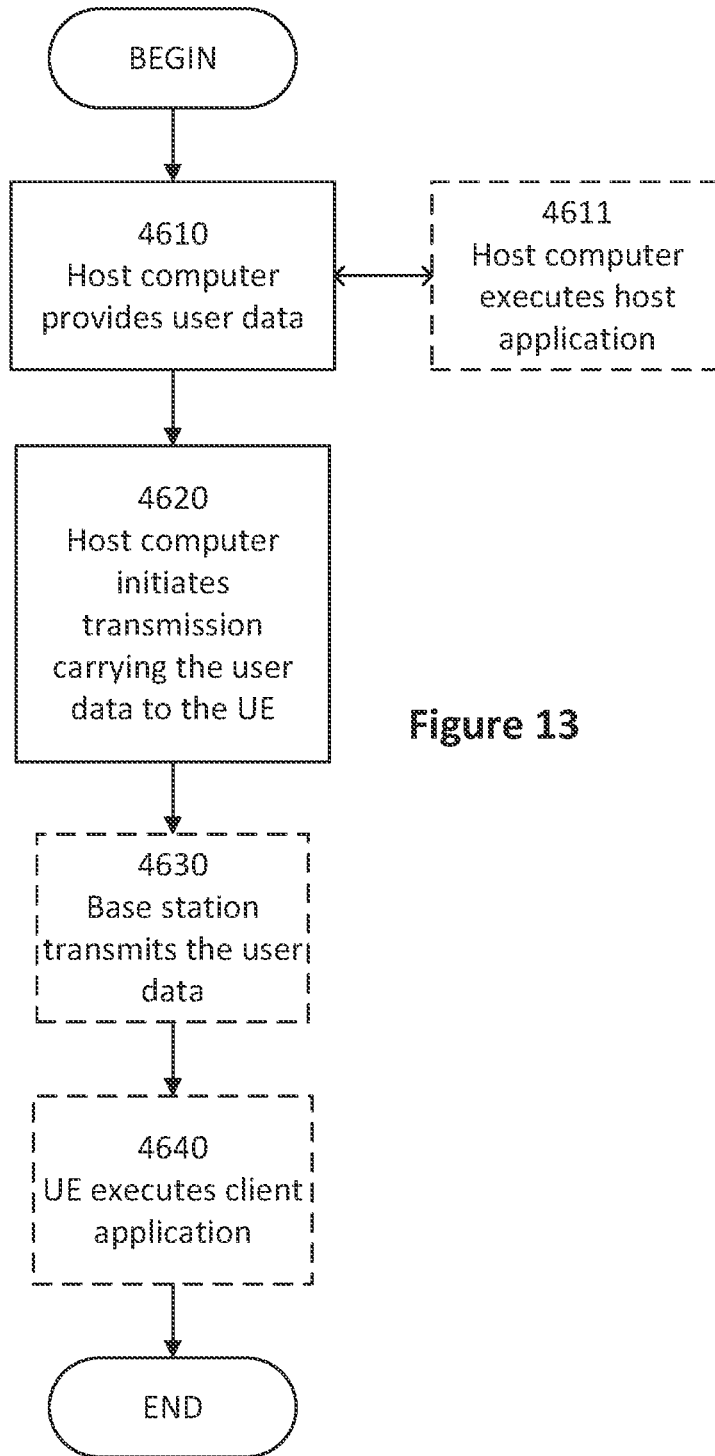 BEGIN
4610
Host computer
provides user data
4611
Host computer
executes host
application
4620
Host computer
initiates
transmission
carrying the user
data to the UE
Figure 13
4630
Base station
transmits the user
data
4640
UE executes client
application
END